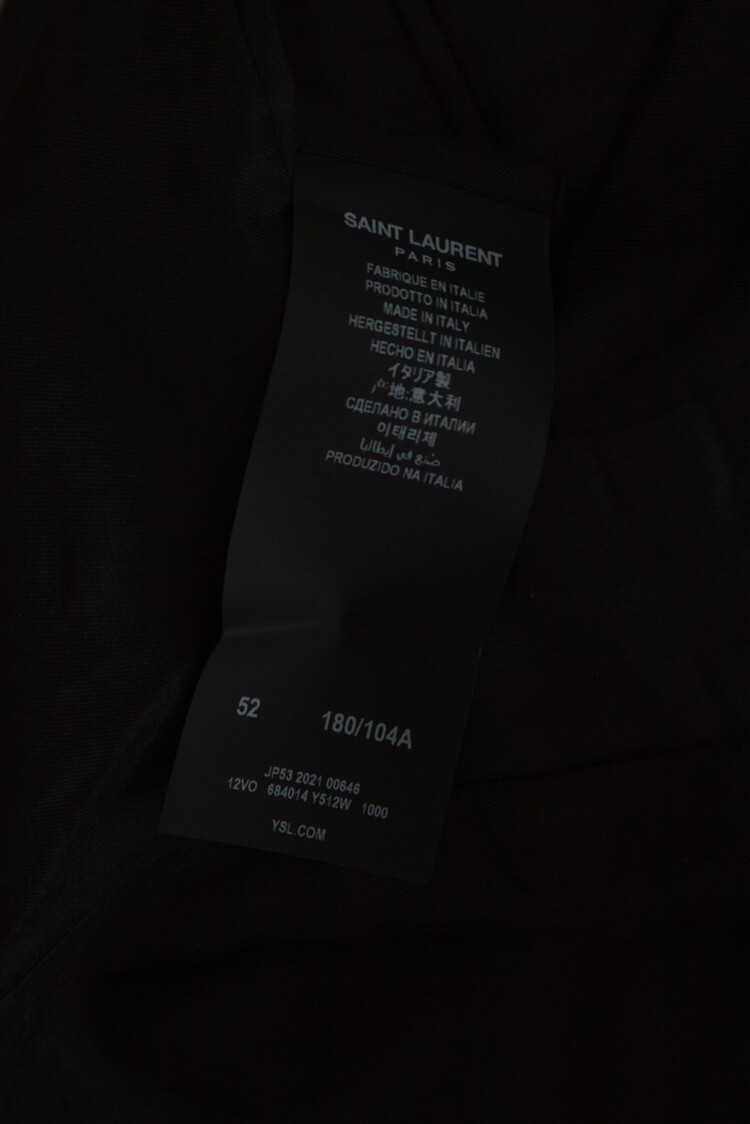 SAINT LAURENT
PARIS
FABRIQUE EN ITALIE
PRODOTTO IN ITALIA
MADE IN ITALY
HERGESTELLT IN ITALIEN
HECHO EN ITALIA
イタリア製
产地:意大利
СДЕЛАНО В ИТАЛИИ
이태리제
صنع في إيطاليا
PRODUZIDO NA ITALIA
52 180/104A
JP53 2021 00646
12VO 684014 Y512W 1000
YSL.COM